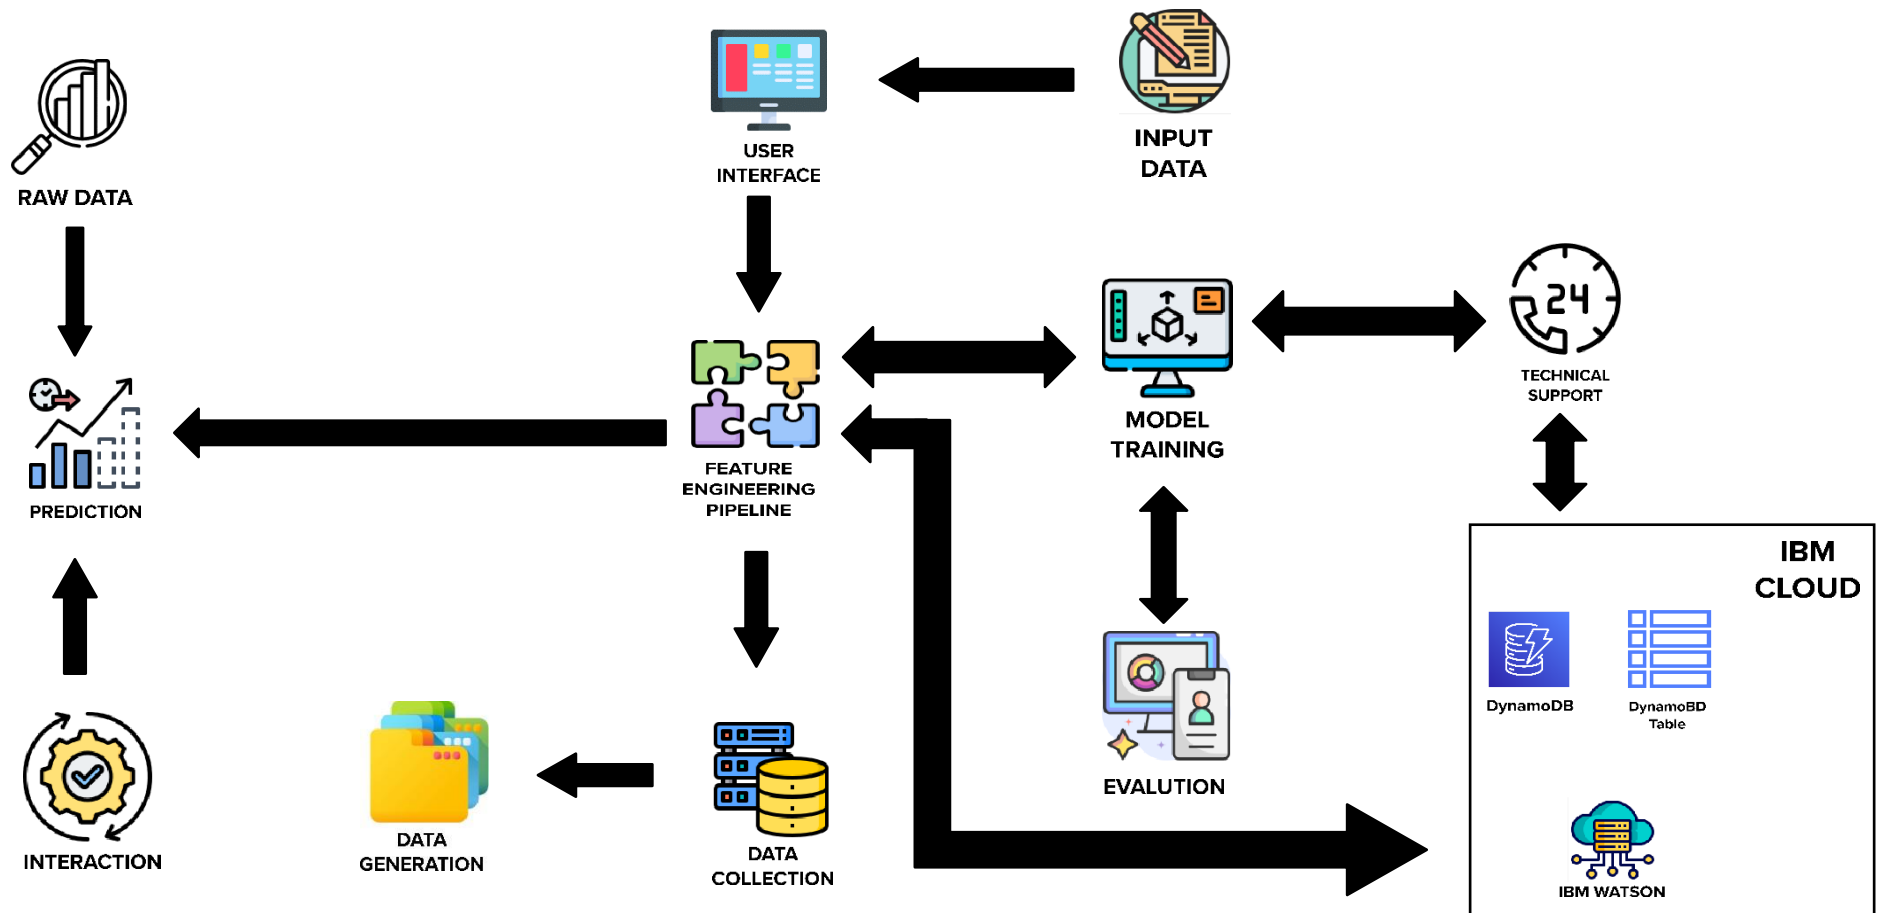 INPUT
DATA
USER
INTERFACE
RAW DATA
24
TECHNICAL
SUPPORT
MODEL
TRAINING
FEATURE
ENGINEERING
PIPELINE
PREDICTION
IBM
CLOUD
DynamoDB
DynamoBD
Table
EVALUTION
DATA
GENERATION
DATA
COLLECTION
INTERACTION
IBM WATSON